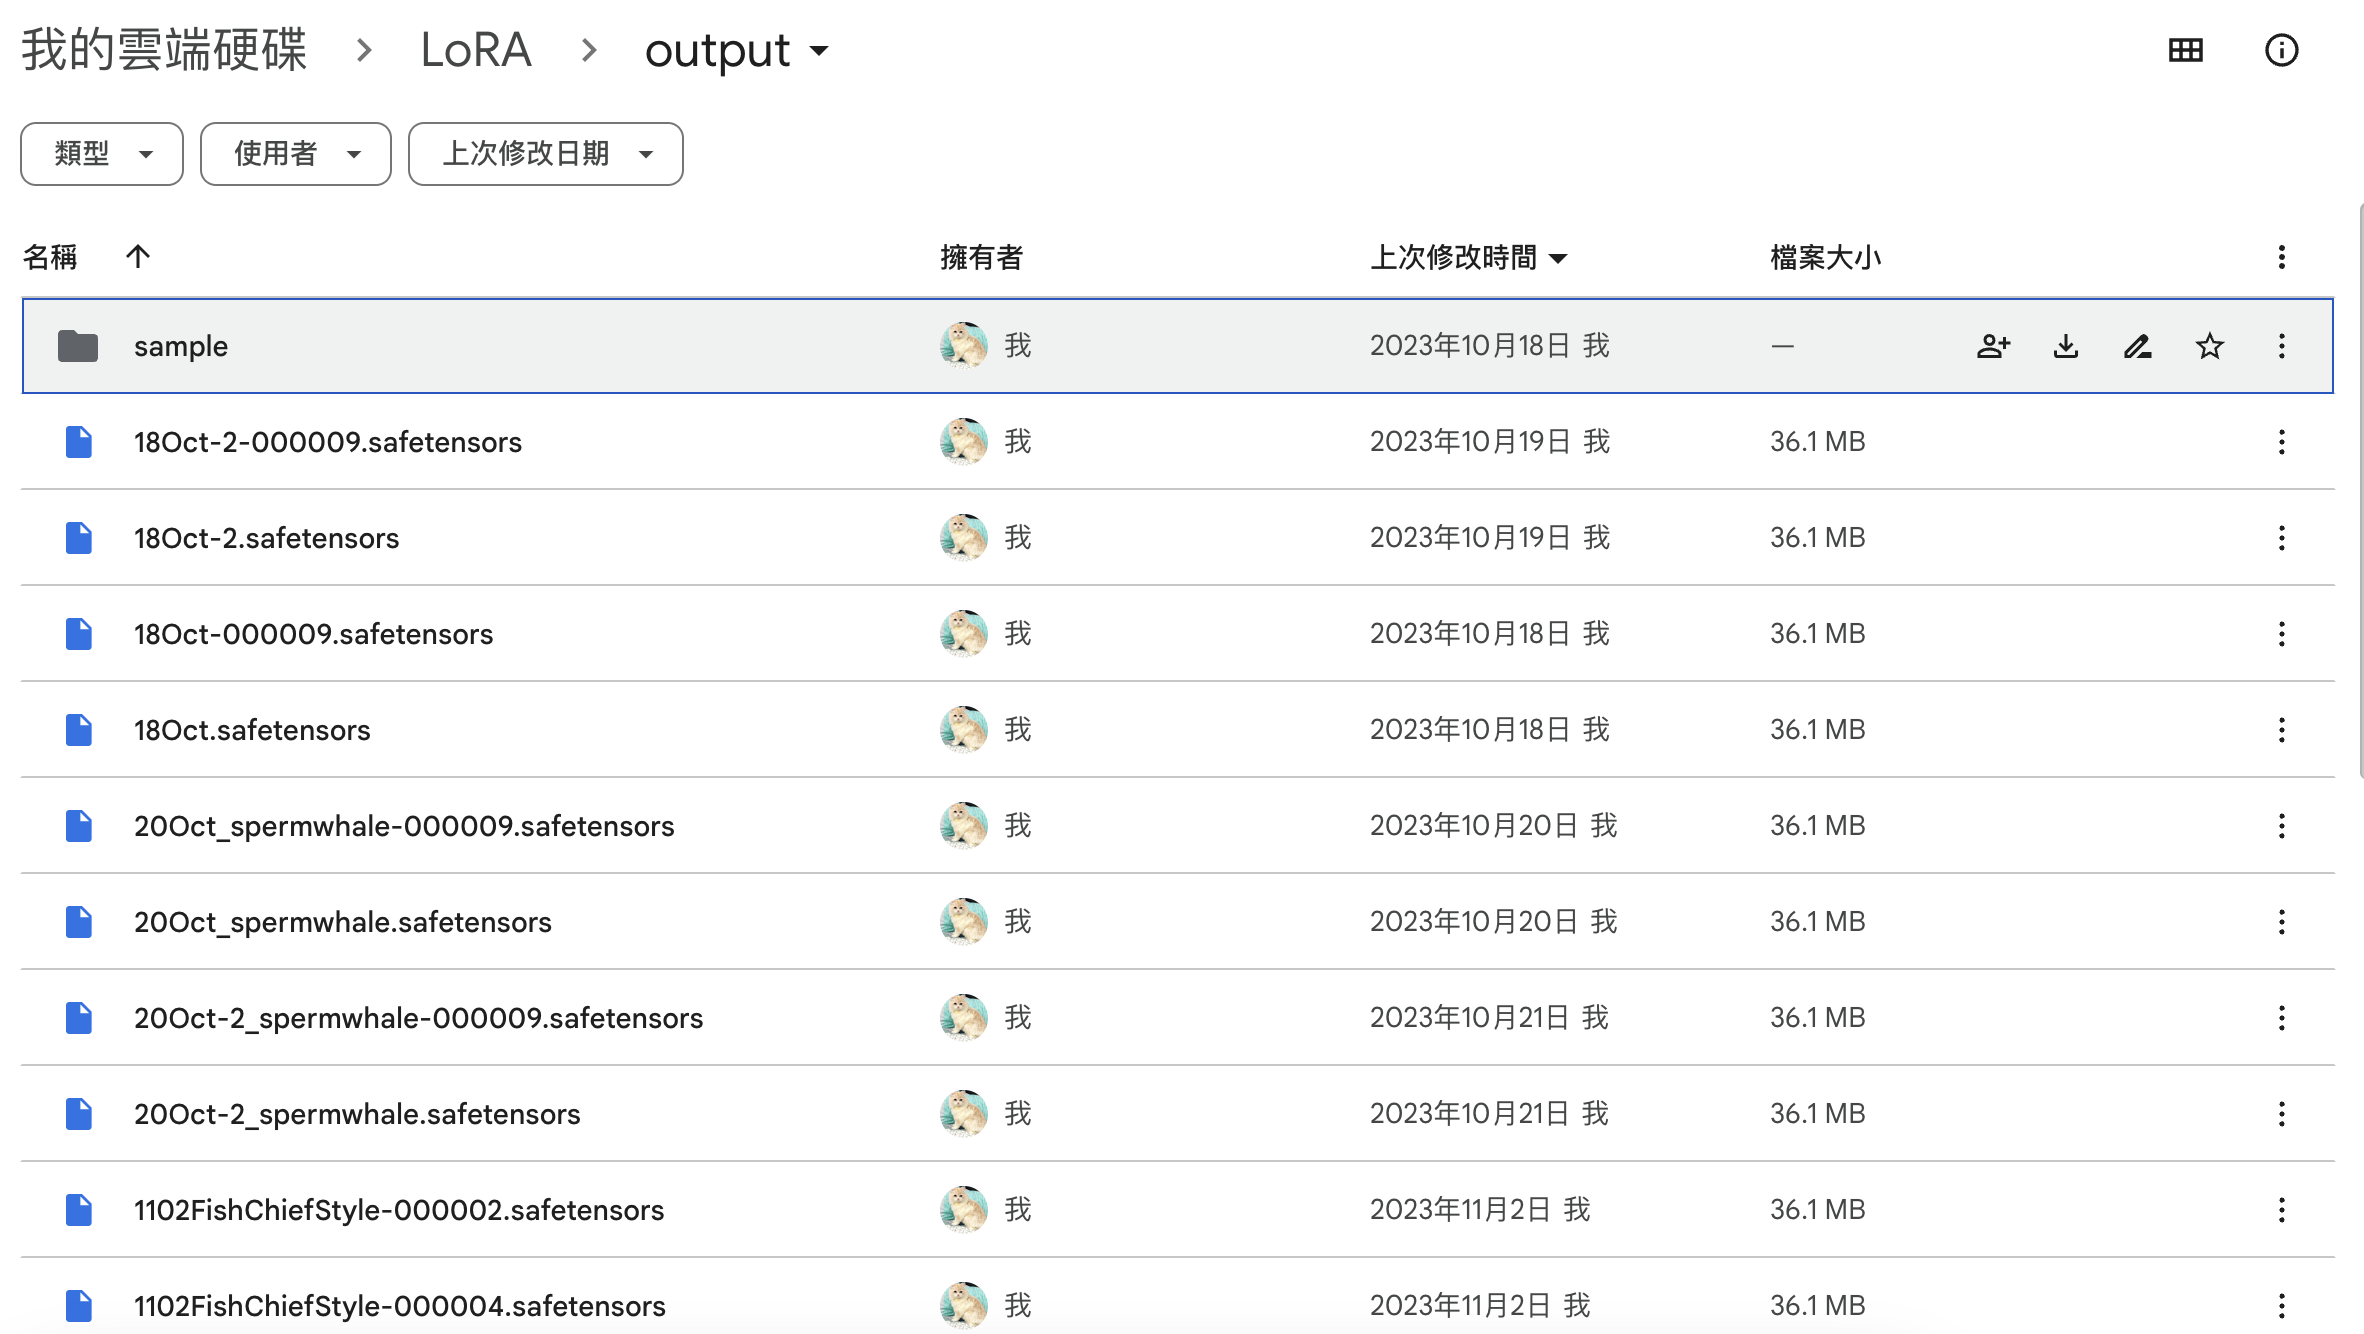 我的雲端硬碟 > LoRA > output
類型 使用者 上次修改日期
名稱 擁有者 上次修改時間 檔案大小
sample 我 2023年10月18日 我 —
18Oct-2-000009.safetensors 我 2023年10月19日 我 36.1 MB
18Oct-2.safetensors 我 2023年10月19日 我 36.1 MB
18Oct-000009.safetensors 我 2023年10月18日 我 36.1 MB
18Oct.safetensors 我 2023年10月18日 我 36.1 MB
20Oct_spermwhale-000009.safetensors 我 2023年10月20日 我 36.1 MB
20Oct_spermwhale.safetensors 我 2023年10月20日 我 36.1 MB
20Oct-2_spermwhale-000009.safetensors 我 2023年10月21日 我 36.1 MB
20Oct-2_spermwhale.safetensors 我 2023年10月21日 我 36.1 MB
1102FishChiefStyle-000002.safetensors 我 2023年11月2日 我 36.1 MB
1102FishChiefStyle-000004.safetensors 我 2023年11月2日 我 36.1 MB